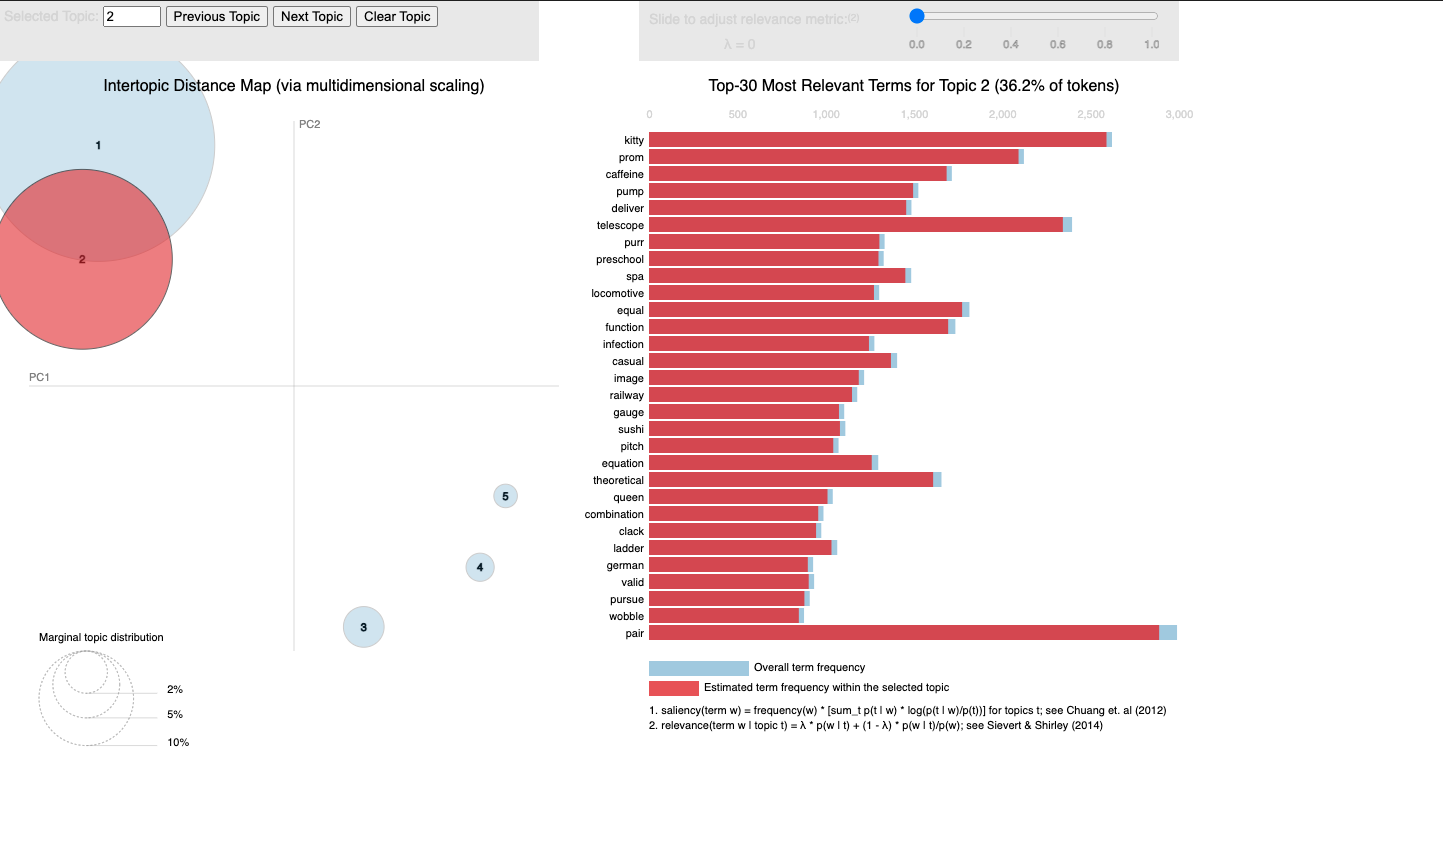 Selected Topic: 2 Previous Topic Next Topic Clear Topic
Slide to adjust relevance metric:(2)
λ = 0
0.0 0.2 0.4 0.6 0.8 1.0
Intertopic Distance Map (via multidimensional scaling)
PC2
PC1
1
2
5
4
3
Marginal topic distribution
2%
5%
10%
Top-30 Most Relevant Terms for Topic 2 (36.2% of tokens)
0 500 1,000 1,500 2,000 2,500 3,000
kitty
prom
caffeine
pump
deliver
telescope
purr
preschool
spa
locomotive
equal
function
infection
casual
image
railway
gauge
sushi
pitch
equation
theoretical
queen
combination
clack
ladder
german
valid
pursue
wobble
pair
Overall term frequency
Estimated term frequency within the selected topic
1. saliency(term w) = frequency(w) * [sum_t p(t | w) * log(p(t | w)/p(t))] for topics t; see Chuang et. al (2012)
2. relevance(term w | topic t) = λ * p(w | t) + (1 - λ) * p(w | t)/p(w); see Sievert & Shirley (2014)